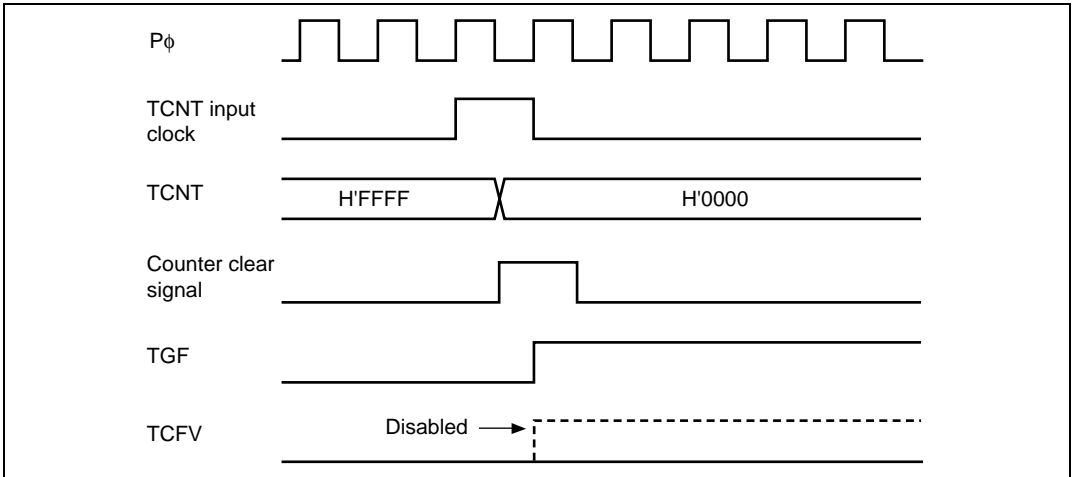 Pϕ
TCNT input
clock
TCNT
H'FFFF
H'0000
Counter clear
signal
TGF
TCFV
Disabled